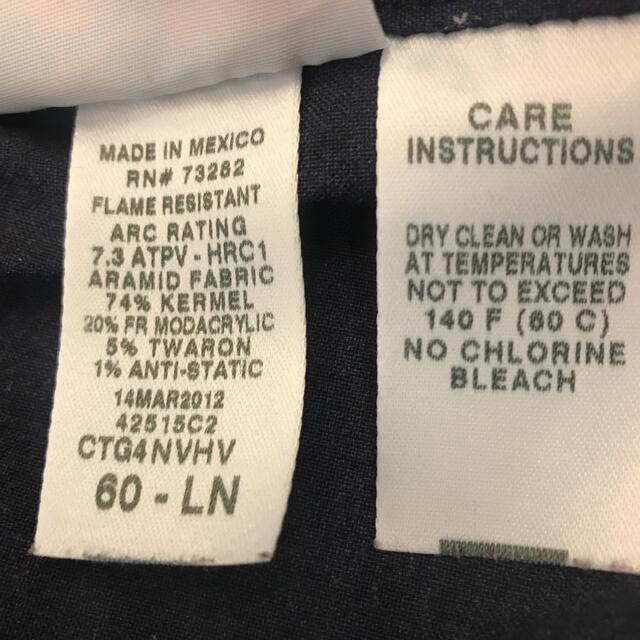 MADE IN MEXICO
RN# 73282
FLAME RESISTANT
ARC RATING
7.3 ATPV - HRC1
ARAMID FABRIC
74% KERMEL
20% FR MODACRYLIC
5% TWARON
1% ANTI-STATIC
14MAR2012
42515C2
CTG4NVHV
60 - LN
CARE
INSTRUCTIONS
DRY CLEAN OR WASH
AT TEMPERATURES
NOT TO EXCEED
140 F (60 C)
NO CHLORINE
BLEACH